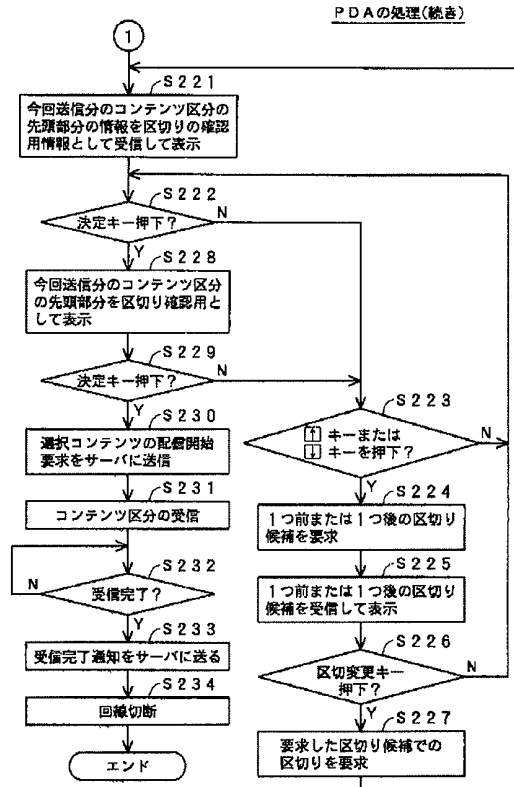 PDAの処理(続き)
1
S221
今回送信分のコンテンツ区分の
先頭部分の情報を区切りの確認
用情報として受信して表示
S222
決定キー押下?
N
Y
S228
今回送信分のコンテンツ区分
の先頭部分を区切り確認用と
して表示
S229
決定キー押下?
N
Y
S230
選択コンテンツの配信開始
要求をサーバに送信
S231
コンテンツ区分の受信
S232
受信完了?
N
Y
S233
受信完了通知をサーバに送る
S234
回線切断
エンド
S223
↑ キーまたは
↓ キーを押下?
N
Y
S224
1つ前または1つ後の区切り
候補を要求
S225
1つ前または1つ後の区切り
候補を受信して表示
S226
区切変更キー
押下?
N
Y
S227
要求した区切り候補での
区切りを要求